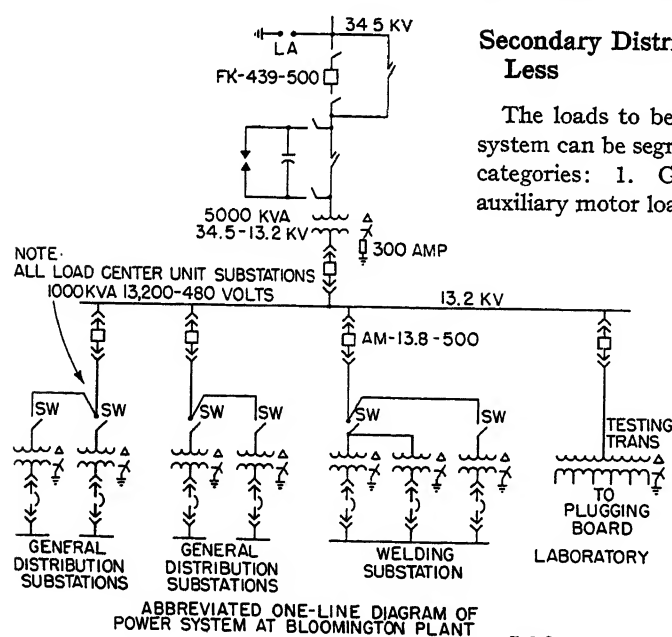 34.5 KV
LA
FK-439-500
5000 KVA
34.5-13.2 KV
300 AMP
NOTE:
ALL LOAD CENTER UNIT SUBSTATIONS
1000 KVA 13,200-480 VOLTS
13.2 KV
AM-13.8-500
SW
SW
SW
SW
SW
SW
TESTING
TRANS
TO
PLUGGING
BOARD
GENERAL
DISTRIBUTION
SUBSTATIONS
GENERAL
DISTRIBUTION
SUBSTATIONS
WELDING
SUBSTATION
LABORATORY
ABBREVIATED ONE-LINE DIAGRAM OF
POWER SYSTEM AT BLOOMINGTON PLANT
Secondary Distri
Less
The loads to be
system can be segr
categories: 1. G
auxiliary motor loa